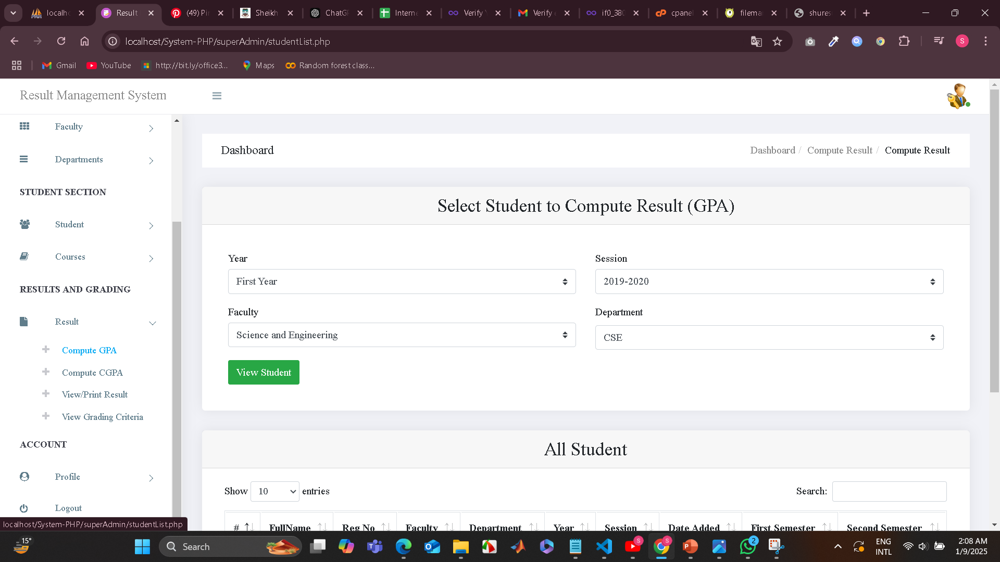 localho
Result
(49) Pi
Sheikh
ChatGP
Interne
Verify
Verify e
if0_380
cpanel
filema
shures
localhost/System-PHP/superAdmin/studentList.php
S
Gmail
YouTube
http://bit.ly/office3...
Maps
Random forest class...
Result Management System
Faculty
Departments
STUDENT SECTION
Student
Courses
RESULTS AND GRADING
Result
Compute GPA
Compute CGPA
View/Print Result
View Grading Criteria
ACCOUNT
Profile
Logout
Dashboard
Dashboard / Compute Result / Compute Result
Select Student to Compute Result (GPA)
Year
First Year
Session
2019-2020
Faculty
Science and Engineering
Department
CSE
View Student
All Student
Show 10 entries
Search:
# FullName Reg No Faculty Department Year Session Date Added First Semester Second Semester
localhost/System-PHP/superAdmin/studentList.php
15°
Search
S
S
2
ENG
INTL
2:08 AM
1/9/2025